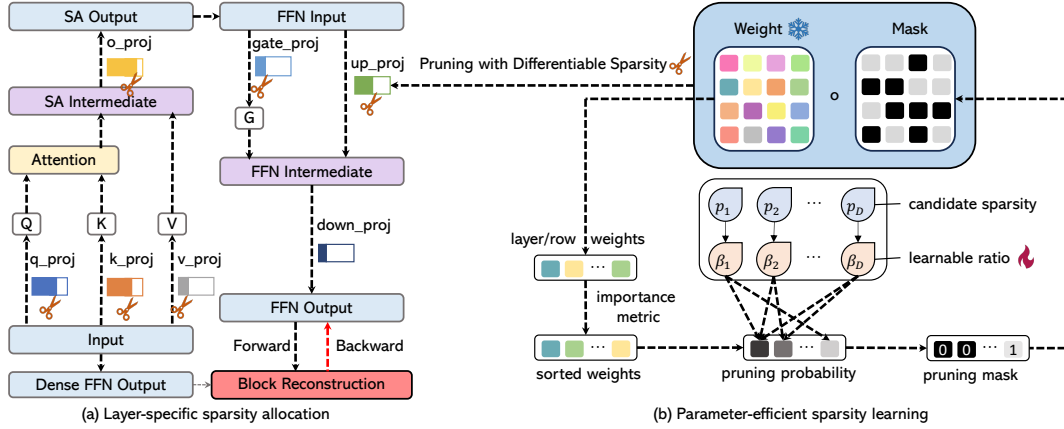 SA Output
FFN Input
o_proj
gate_proj
up_proj
SA Intermediate
G
Attention
FFN Intermediate
Q
K
V
down_proj
q_proj
k_proj
v_proj
FFN Output
Input
Forward
Backward
Dense FFN Output
Block Reconstruction
(a) Layer-specific sparsity allocation
Weight
Mask
Pruning with Differentiable Sparsity
p₁ p₂ ··· p_D
candidate sparsity
layer/row weights
β₁ β₂ ··· β_D
learnable ratio
···
importance
metric
···
sorted weights
···
pruning probability
0 0 ··· 1
pruning mask
(b) Parameter-efficient sparsity learning